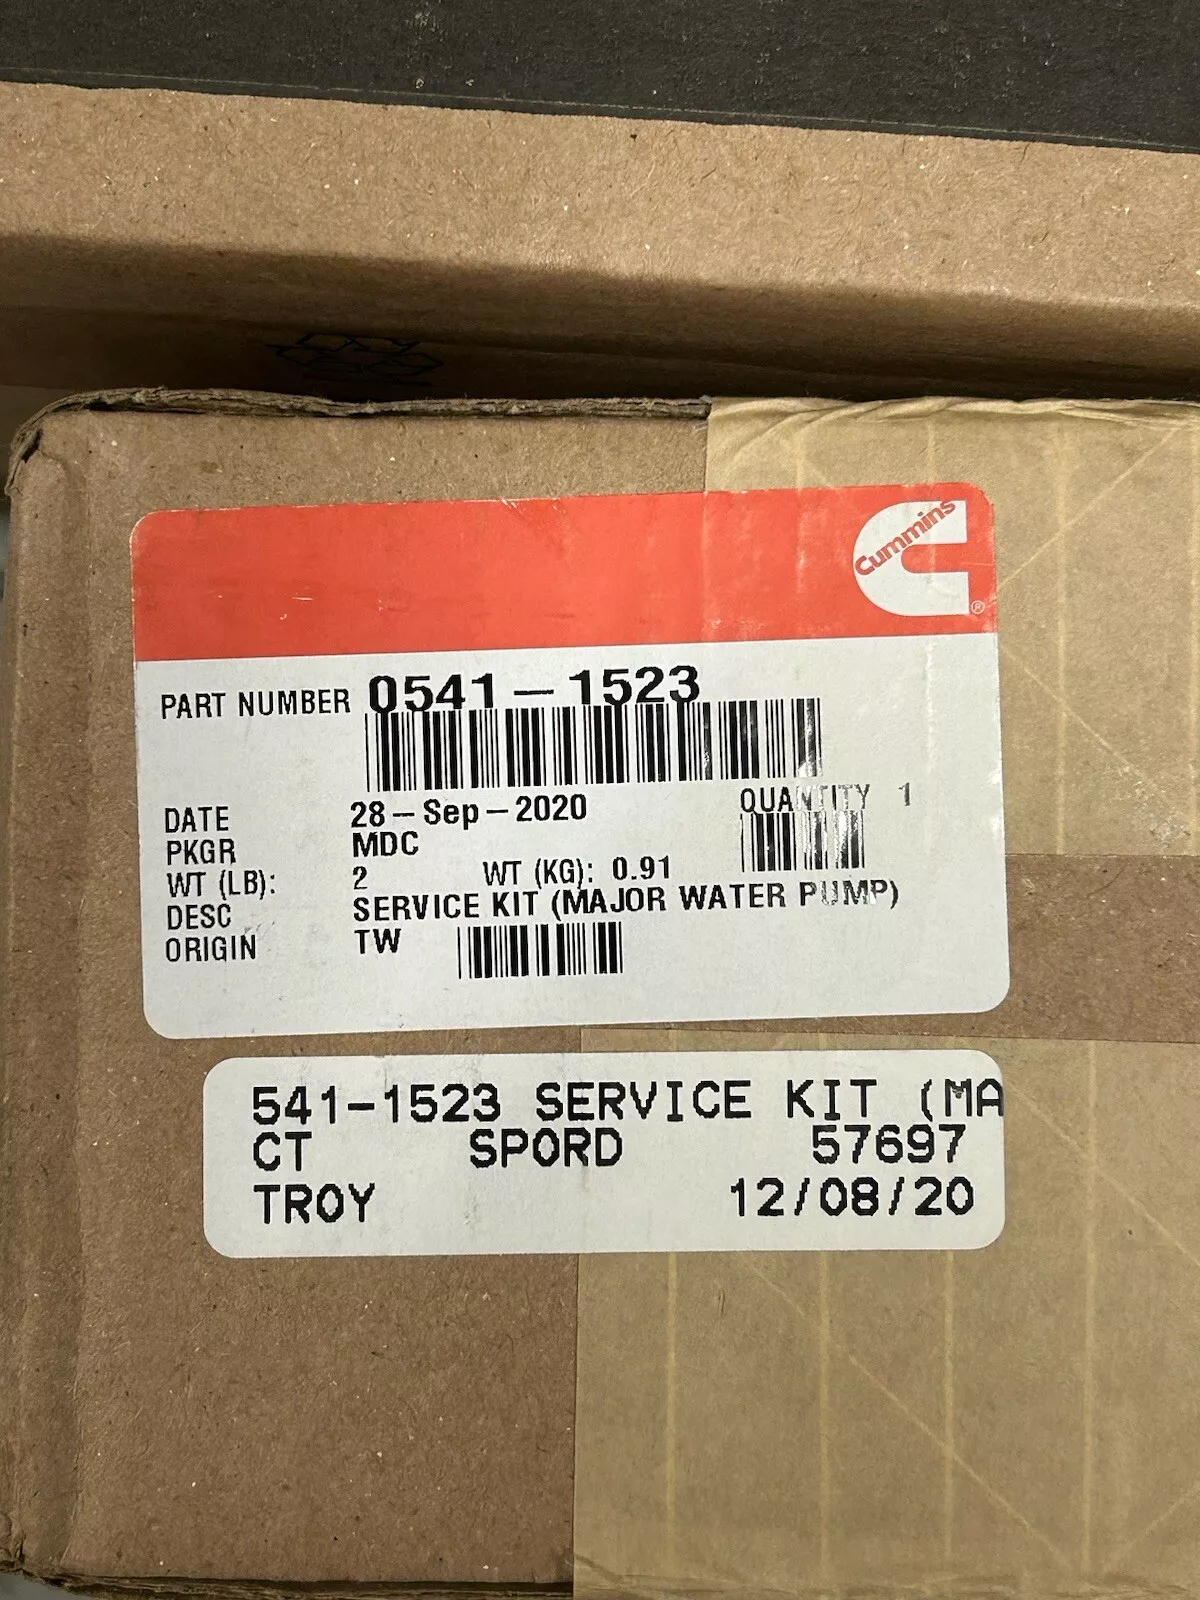 Cummins
®
PART NUMBER 0541-1523
DATE 28-Sep-2020 QUANTITY 1
PKGR MDC
WT (LB): 2 WT (KG): 0.91
DESC SERVICE KIT (MAJOR WATER PUMP)
ORIGIN TW
541-1523 SERVICE KIT (MA
CT SPORD 57697
TROY 12/08/20